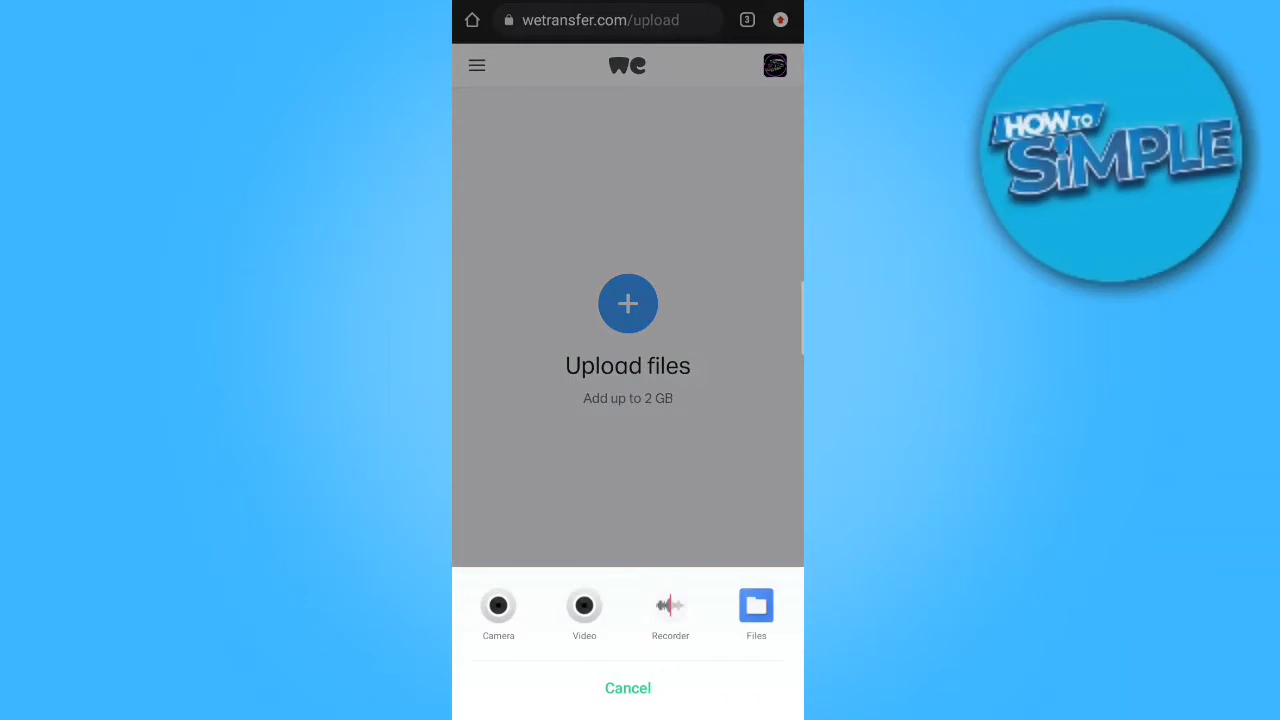 wetransfer.com/upload
3
we
HOW TO
SiMPLE
Upload files
Add up to 2 GB
Camera
Video
Recorder
Files
Cancel